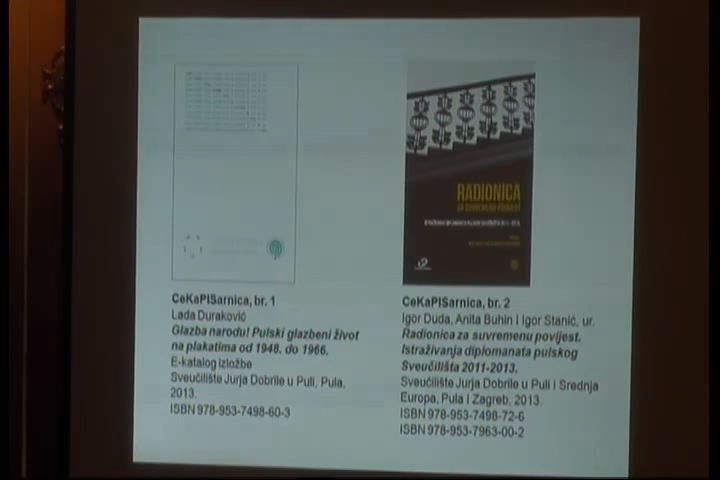 RADIONICA
ZA SUVREMENU POVIJEST
CeKaPISarnica, br. 1
Lada Duraković
Glazba narodu! Pulski glazbeni život
na plakatima od 1948. do 1966.
E-katalog izložbe
Sveučilište Jurja Dobrile u Puli, Pula,
2013.
ISBN 978-953-7498-60-3
CeKaPISarnica, br. 2
Igor Duda, Anita Buhin i Igor Stanić, ur.
Radionica za suvremenu povijest.
Istraživanja diplomanata pulskog
Sveučilišta 2011-2013.
Sveučilište Jurja Dobrile u Puli i Srednja
Europa, Pula i Zagreb, 2013.
ISBN 978-953-7498-72-6
ISBN 978-953-7963-00-2